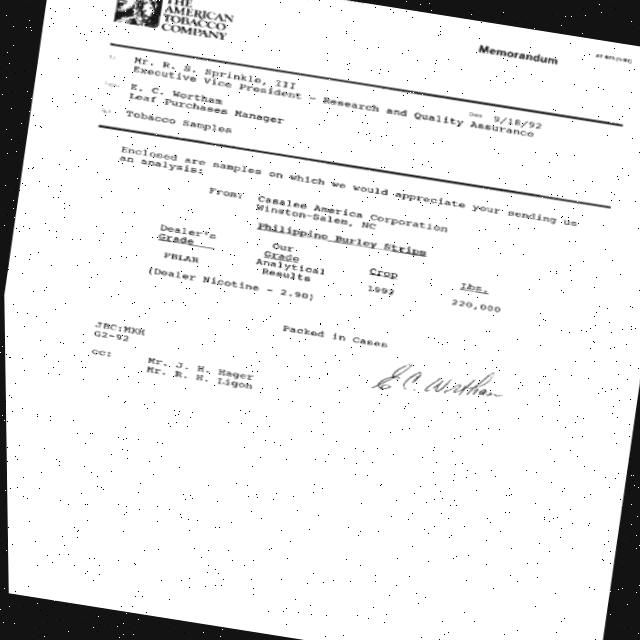 THE
AMERICAN
TOBACCO
COMPANY
Memorandum
Mr. R. S. Sprinkle, III
Executive Vice President - Research and Quality Assurance
Date 9/18/92
E. C. Wortham
Leaf Purchases Manager
Tobacco Samples
Enclosed are samples on which we would appreciate your sending us
an analysis:
From: Casalee America Corporation
Winston-Salem, NC
Philippine Burley Strips
Dealer's Grade Our Grade Crop Lbs.
PBLAR Analytical Results 1992 220,000
(Dealer Nicotine - 2.90)
Packed in Cases
JBC:MKH
G2-92
cc: Mr. J. H. Hager
Mr. R. H. Ligon
E C Wortham